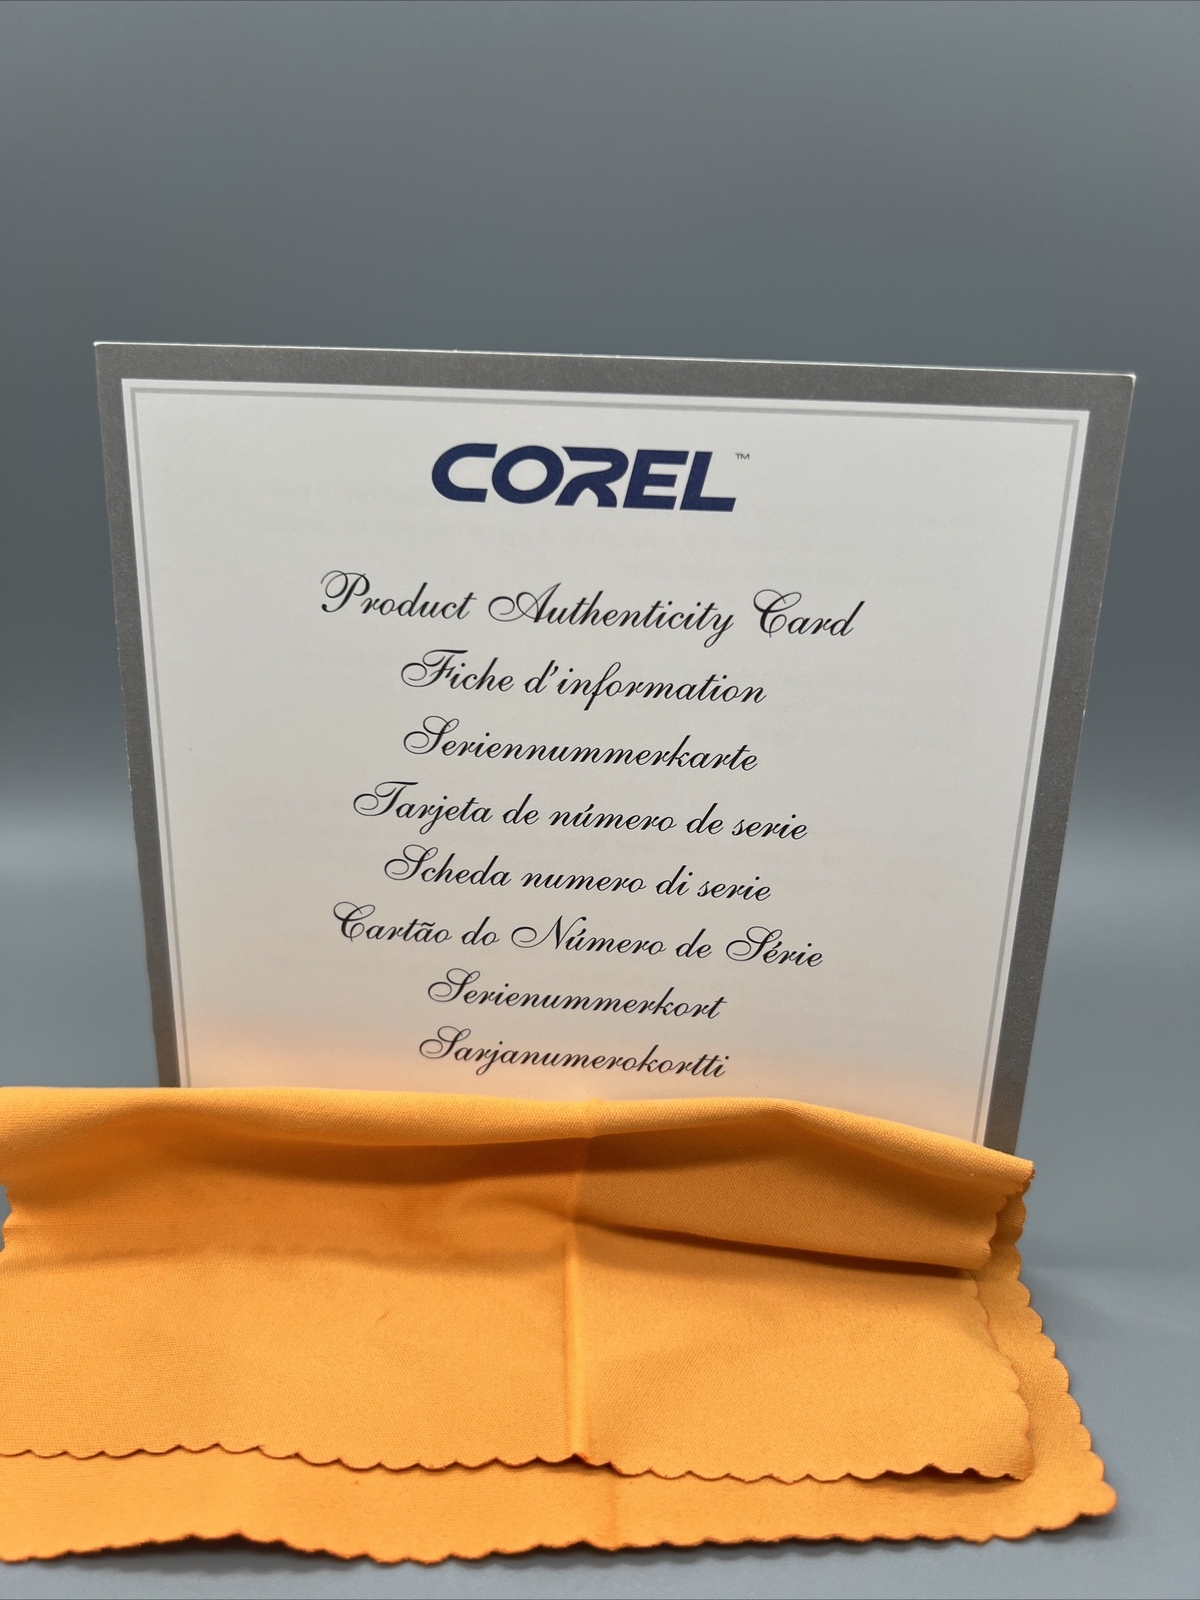 COREL™
Product Authenticity Card
Fiche d'information
Seriennummerkarte
Tarjeta de número de serie
Scheda numero di serie
Cartão do Número de Série
Serienummerkort
Sarjanumerokortti